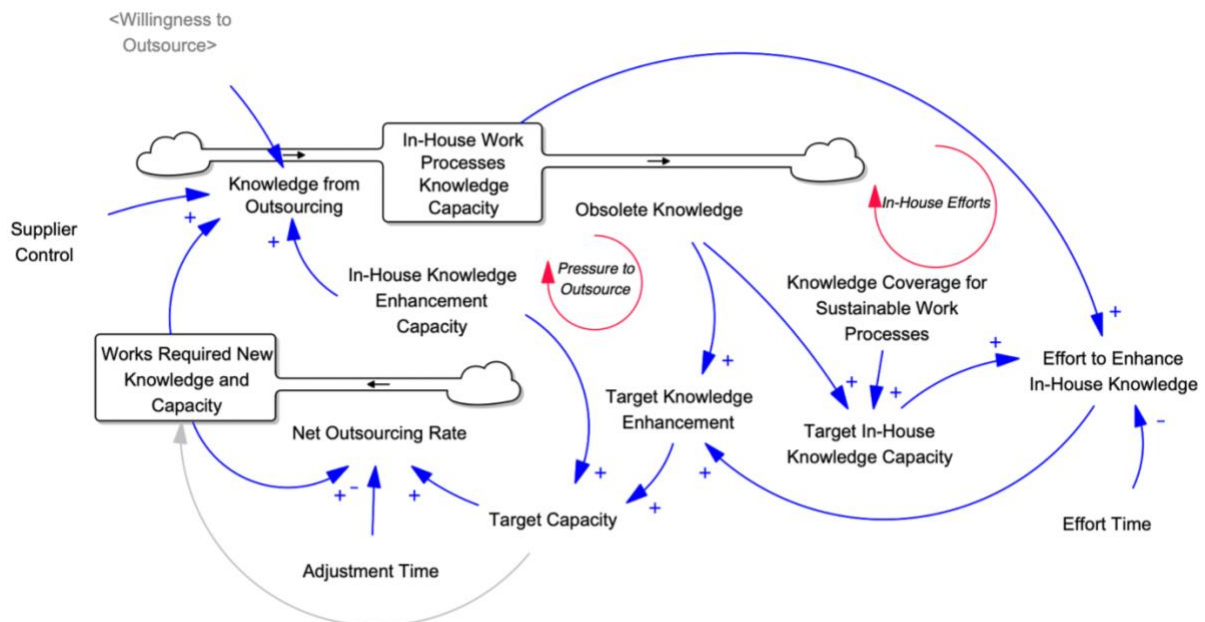 <Willingness to
Outsource>
In-House Work
Processes
Knowledge
Capacity
Knowledge from
Outsourcing
Obsolete Knowledge
In-House Efforts
Supplier
Control
+
+
In-House Knowledge
Enhancement
Capacity
Pressure to
Outsource
Knowledge Coverage for
Sustainable Work
Processes
+
+
Effort to Enhance
In-House Knowledge
Works Required New
Knowledge and
Capacity
+
+
+
Target Knowledge
Enhancement
Target In-House
Knowledge Capacity
-
Net Outsourcing Rate
+
+
+
-
+
+
Target Capacity
Effort Time
Adjustment Time